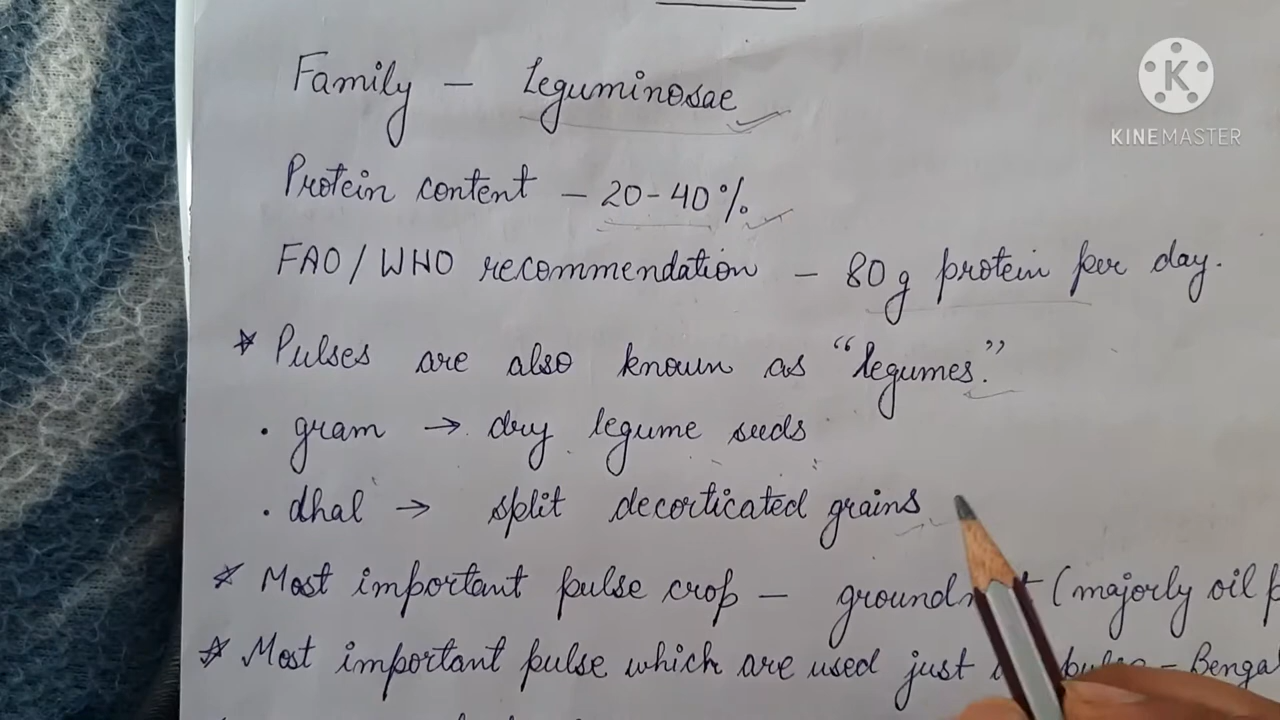 Family – Leguminosae
K
KINEMASTER
Protein content – 20-40%
FAO/WHO recommendation – 80g protein per day.
* Pulses are also known as "legumes."
· gram → dry legume seeds
· dhal → split decorticated grains
* Most important pulse crop – (majorly oil
* Most important pulse which are used just – Bengal